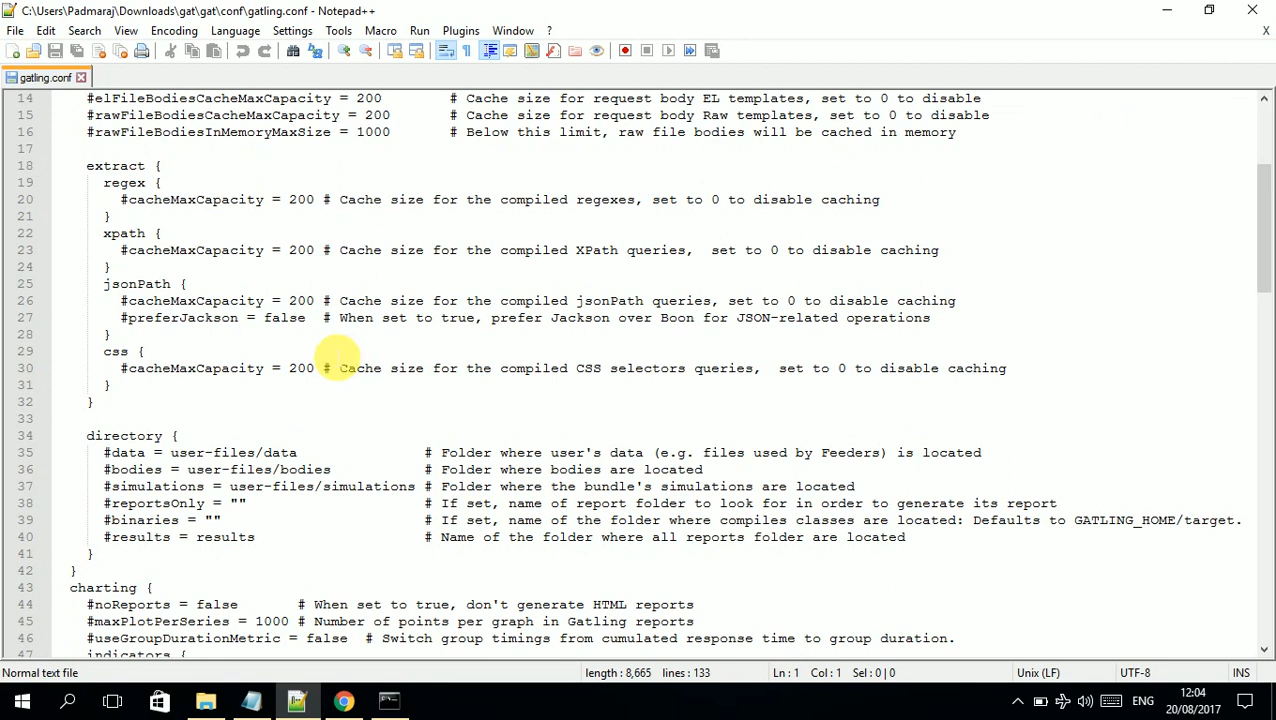 C:\Users\Padmaraj\Downloads\gat\gat\conf\gatling.conf - Notepad++
File Edit Search View Encoding Language Settings Tools Macro Run Plugins Window ? X
gatling.conf
14 #elFileBodiesCacheMaxCapacity = 200 # Cache size for request body EL templates, set to 0 to disable
15 #rawFileBodiesCacheMaxCapacity = 200 # Cache size for request body Raw templates, set to 0 to disable
16 #rawFileBodiesInMemoryMaxSize = 1000 # Below this limit, raw file bodies will be cached in memory
17
18 extract {
19 regex {
20 #cacheMaxCapacity = 200 # Cache size for the compiled regexes, set to 0 to disable caching
21 }
22 xpath {
23 #cacheMaxCapacity = 200 # Cache size for the compiled XPath queries,  set to 0 to disable caching
24 }
25 jsonPath {
26 #cacheMaxCapacity = 200 # Cache size for the compiled jsonPath queries, set to 0 to disable caching
27 #preferJackson = false # When set to true, prefer Jackson over Boon for JSON-related operations
28 }
29 css {
30 #cacheMaxCapacity = 200 # Cache size for the compiled CSS selectors queries,  set to 0 to disable caching
31 }
32 }
33
34 directory {
35 #data = user-files/data # Folder where user's data (e.g. files used by Feeders) is located
36 #bodies = user-files/bodies # Folder where bodies are located
37 #simulations = user-files/simulations # Folder where the bundle's simulations are located
38 #reportsOnly = "" # If set, name of report folder to look for in order to generate its report
39 #binaries = "" # If set, name of the folder where compiles classes are located: Defaults to GATLING_HOME/target.
40 #results = results # Name of the folder where all reports folder are located
41 }
42 }
43 charting {
44 #noReports = false # When set to true, don't generate HTML reports
45 #maxPlotPerSeries = 1000 # Number of points per graph in Gatling reports
46 #useGroupDurationMetric = false # Switch group timings from cumulated response time to group duration.
47 indicators {
Normal text file length : 8,665 lines : 133 Ln : 1 Col : 1 Sel : 0 | 0 Unix (LF) UTF-8 INS
ENG 12:04
20/08/2017